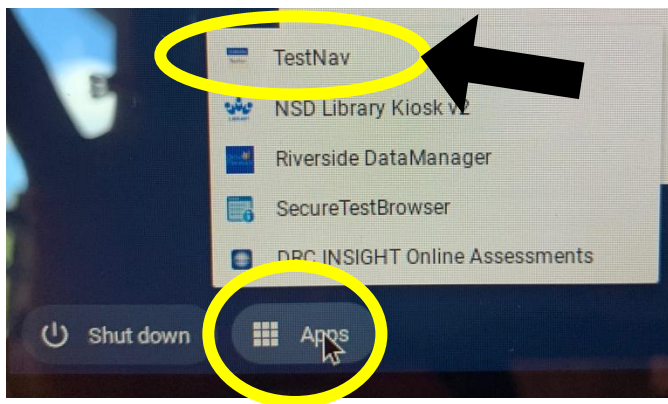 TestNav
NSD Library Kiosk v2
Riverside DataManager
SecureTestBrowser
DRC INSIGHT Online Assessments
Shut down
Apps